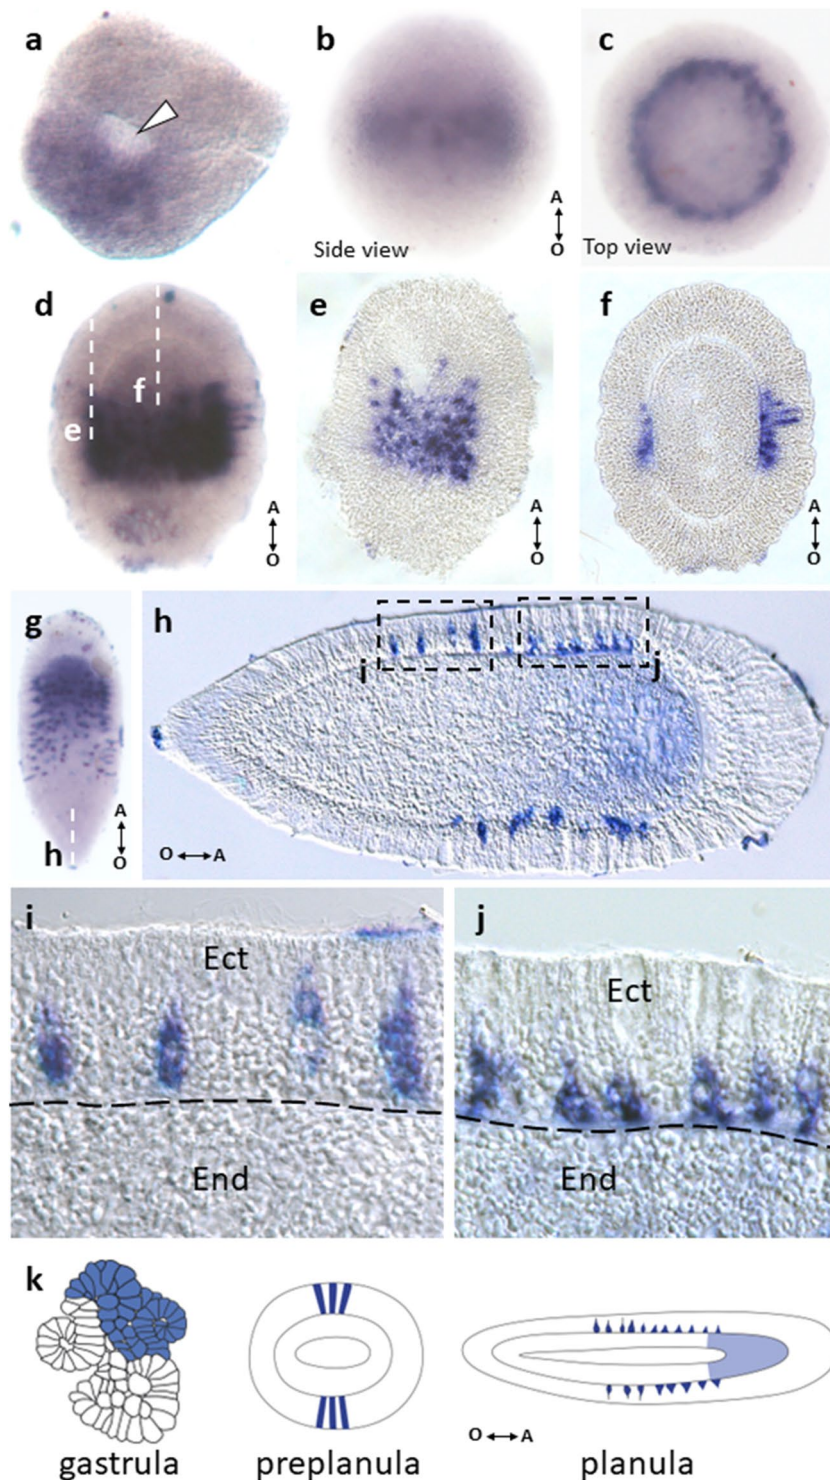 a
b
c
Side view
A
O
Top view
d
e
f
e
f
A
O
A
O
A
O
g
h
h
A
O
i
j
O
A
i
Ect
End
j
Ect
End
k
gastrula
preplanula
planula
O
A